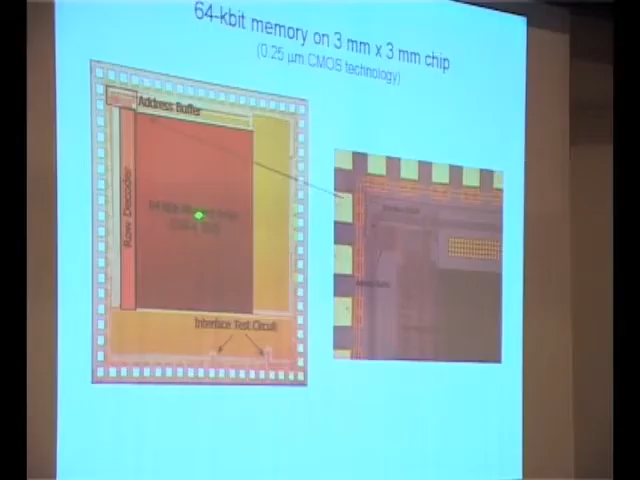 64-kbit memory on 3 mm x 3 mm chip
(0.25 µm CMOS technology)
Address Buffer
Row Decoder
Interface Test Circuit